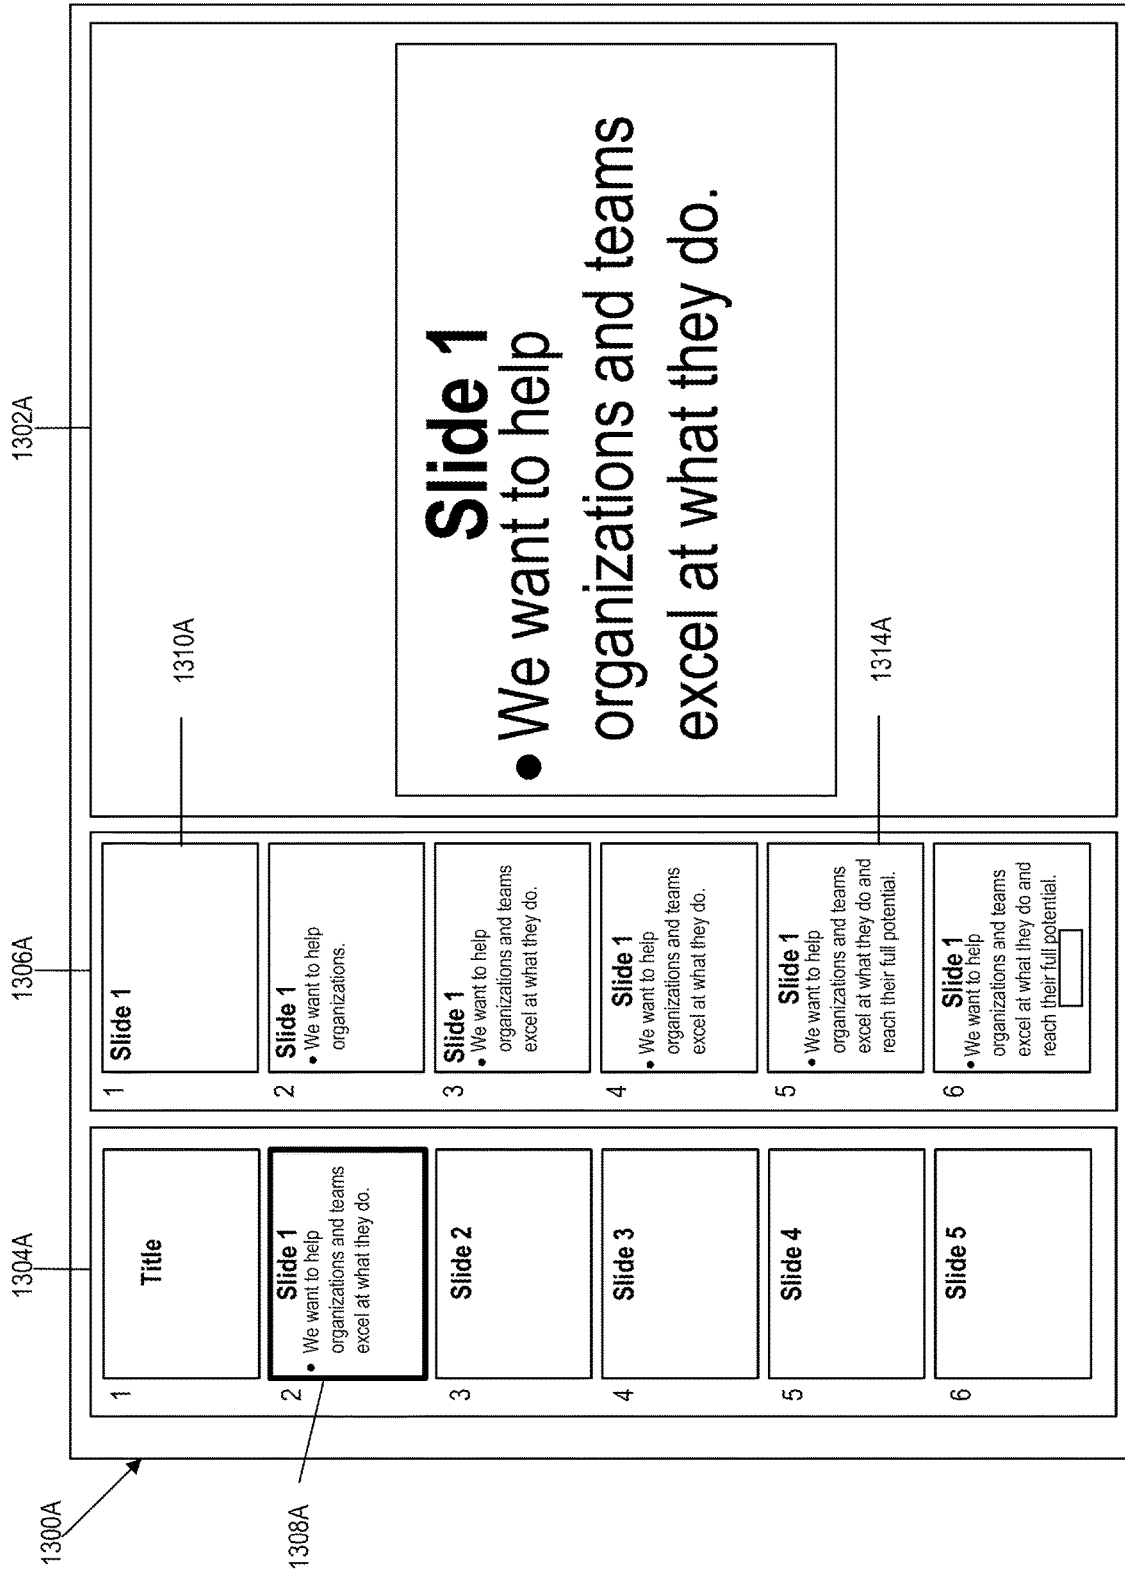 1300A
1304A
1306A
1302A
1308A
1310A
1314A
1
Title
2
Slide 1
• We want to help
organizations and teams
excel at what they do.
3
Slide 2
4
Slide 3
5
Slide 4
6
Slide 5
1
Slide 1
2
Slide 1
• We want to help
organizations.
3
Slide 1
• We want to help
organizations and teams
excel at what they do.
4
Slide 1
• We want to help
organizations and teams
excel at what they do.
5
Slide 1
• We want to help
organizations and teams
excel at what they do and
reach their full potential.
6
Slide 1
• We want to help
organizations and teams
excel at what they do and
reach their full potential.
Slide 1
• We want to help
organizations and teams
excel at what they do.